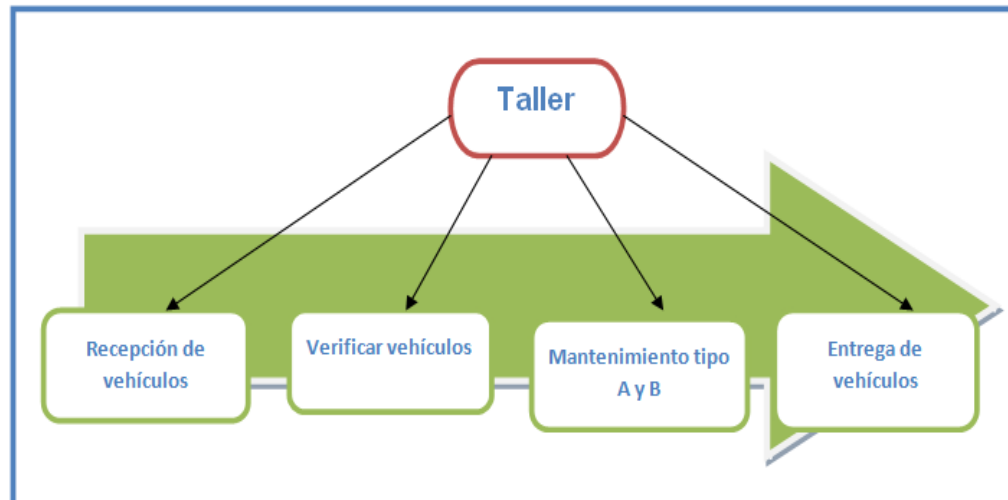 Taller
Recepción de
vehículos
Verificar vehículos
Mantenimiento tipo
A y B
Entrega de
vehículos